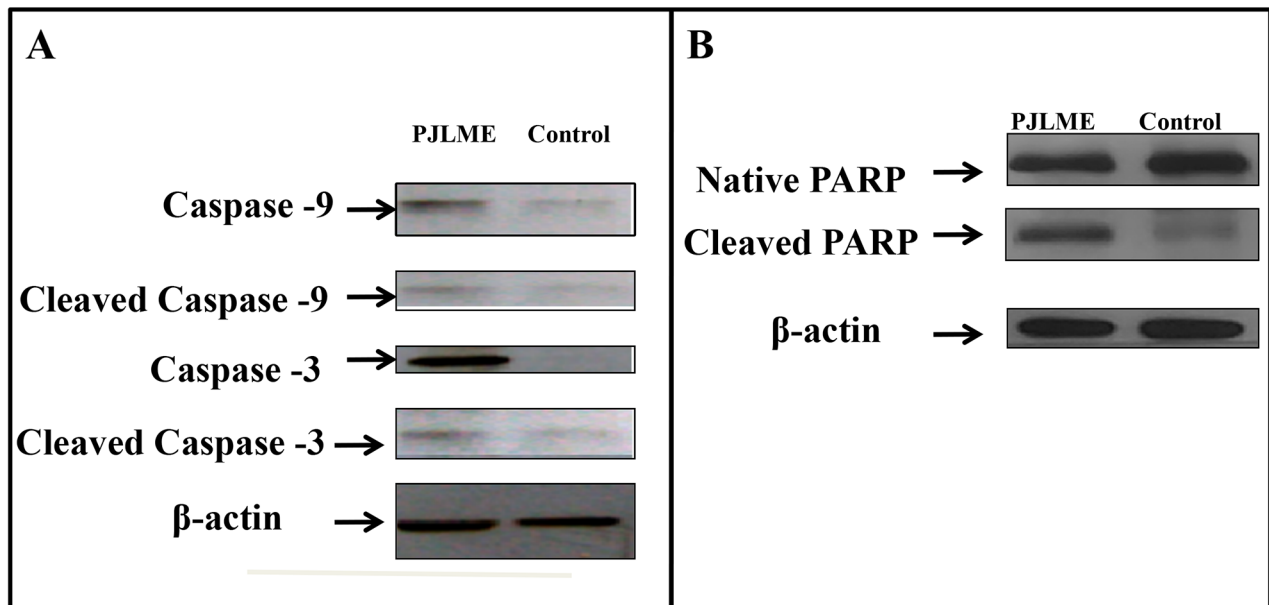 A
PJLME Control
Caspase -9
Cleaved Caspase -9
Caspase -3
Cleaved Caspase -3
β-actin
B
PJLME Control
Native PARP
Cleaved PARP
β-actin